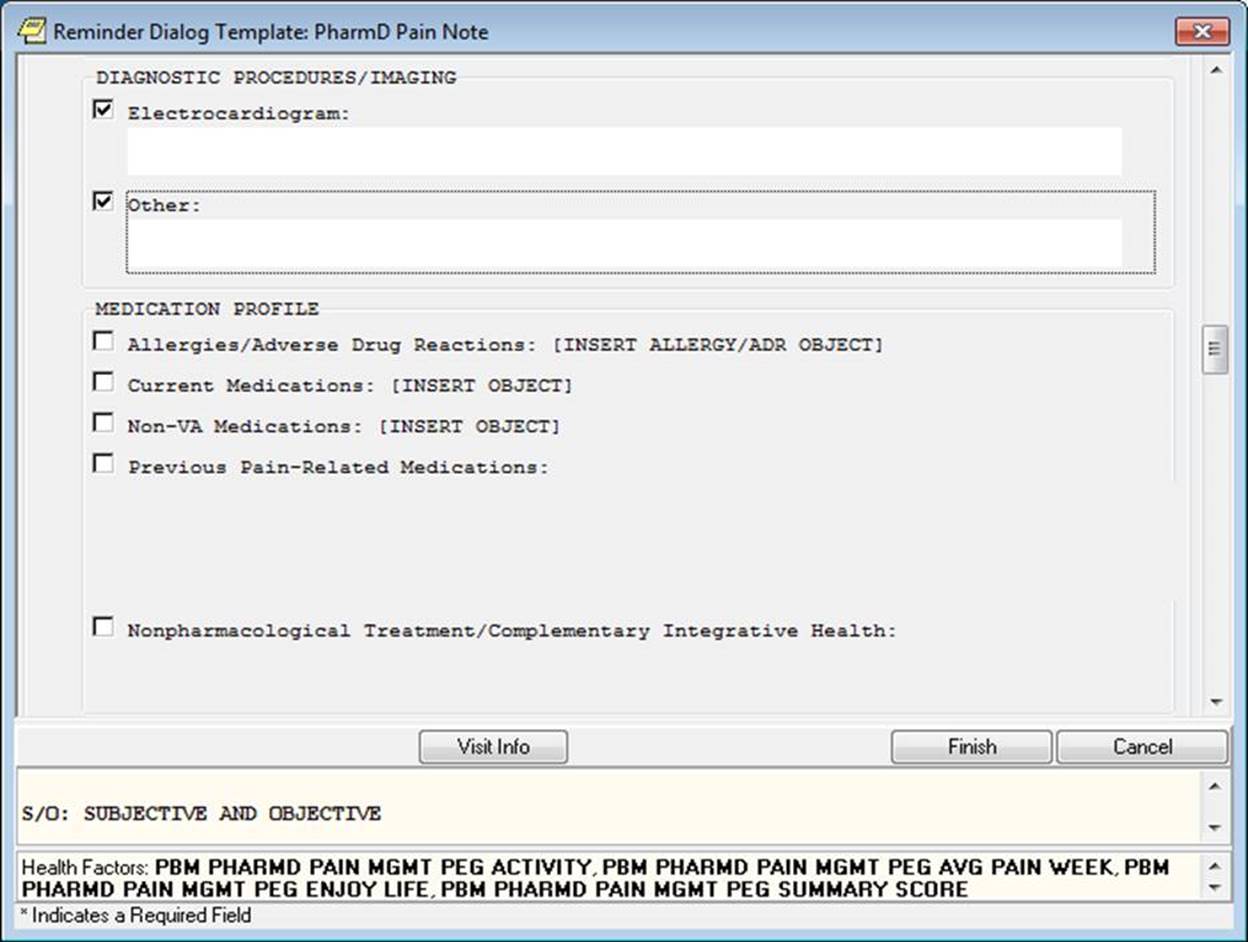 Reminder Dialog Template: PharmD Pain Note
DIAGNOSTIC PROCEDURES/IMAGING
Electrocardiogram:
Other:
MEDICATION PROFILE
Allergies/Adverse Drug Reactions: [INSERT ALLERGY/ADR OBJECT]
Current Medications: [INSERT OBJECT]
Non-VA Medications: [INSERT OBJECT]
Previous Pain-Related Medications:
Nonpharmacological Treatment/Complementary Integrative Health:
Visit Info Finish Cancel
S/O: SUBJECTIVE AND OBJECTIVE
Health Factors: PBM PHARMD PAIN MGMT PEG ACTIVITY, PBM PHARMD PAIN MGMT PEG AVG PAIN WEEK, PBM
PHARMD PAIN MGMT PEG ENJOY LIFE, PBM PHARMD PAIN MGMT PEG SUMMARY SCORE
* Indicates a Required Field